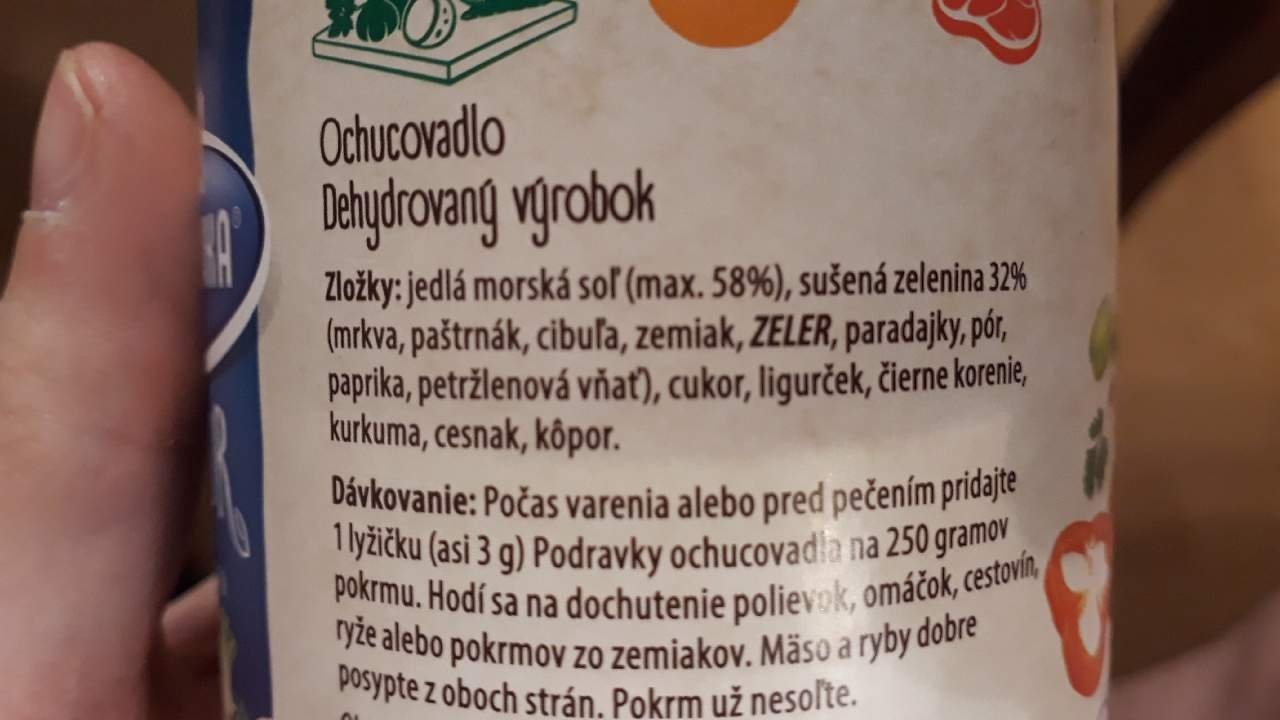 Ochucovadlo
Dehydrovaný výrobok
Zložky: jedlá morská soľ (max. 58%), sušená zelenina 32%
(mrkva, paštrnák, cibuľa, zemiak, ZELER, paradajky, pór,
paprika, petržlenová vňať), cukor, ligurček, čierne korenie,
kurkuma, cesnak, kôpor.
Dávkovanie: Počas varenia alebo pred pečením pridajte
1 lyžičku (asi 3 g) Podravky ochucovadla na 250 gramov
pokrmu. Hodí sa na dochutenie polievok, omáčok, cestovín,
ryže alebo pokrmov zo zemiakov. Mäso a ryby dobre
posypte z oboch strán. Pokrm už nesoľte.